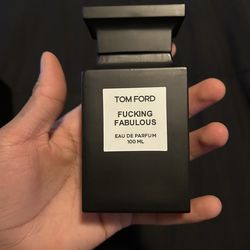 TOM FORD
FUCKING
FABULOUS
EAU DE PARFUM
100 ML